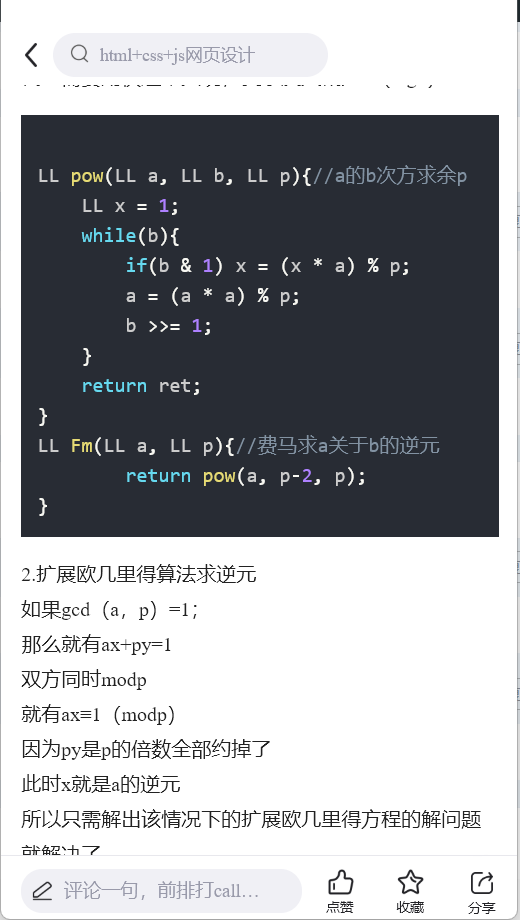 html+css+js网页设计
LL pow(LL a, LL b, LL p){//a的b次方求余p
    LL x = 1;
    while(b){
        if(b & 1) x = (x * a) % p;
        a = (a * a) % p;
        b >>= 1;
    }
    return ret;
}
LL Fm(LL a, LL p){//费马求a关于b的逆元
        return pow(a, p-2, p);
}
2.扩展欧几里得算法求逆元
如果gcd（a，p）=1；
那么就有ax+py=1
双方同时modp
就有ax≡1（modp）
因为py是p的倍数全部约掉了
此时x就是a的逆元
所以只需解出该情况下的扩展欧几里得方程的解问题
就解决了
评论一句，前排打call...
点赞
收藏
分享